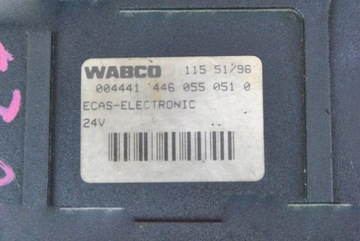 WABCO 115 51/96
004441 446 055 051 0
ECAS-ELECTRONIC
24V